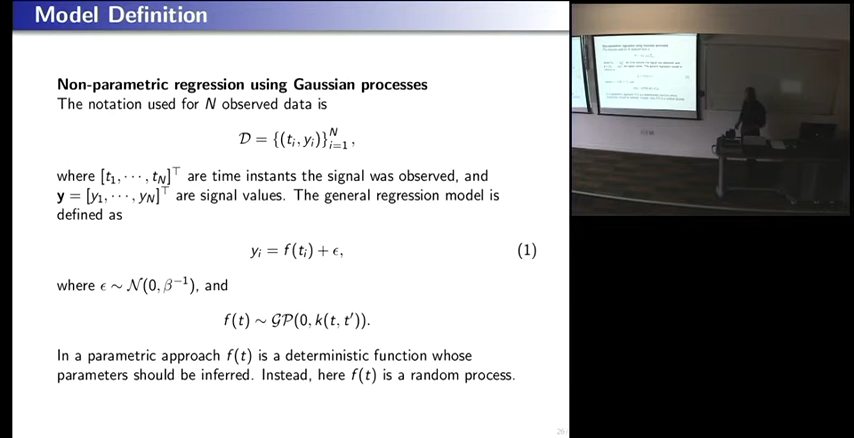 Model Definition
Non-parametric regression using Gaussian processes
The notation used for N observed data is
𝒟 = {(tᵢ, yᵢ)}ᵢ₌₁ᴺ,
where [t₁, ⋯ , t_N]^⊤ are time instants the signal was observed, and
y = [y₁, ⋯ , y_N]^⊤ are signal values. The general regression model is
defined as
yᵢ = f(tᵢ) + ϵ, (1)
where ϵ ∼ 𝒩(0, β⁻¹), and
f(t) ∼ 𝒢𝒫(0, k(t, t′)).
In a parametric approach f(t) is a deterministic function whose
parameters should be inferred. Instead, here f(t) is a random process.